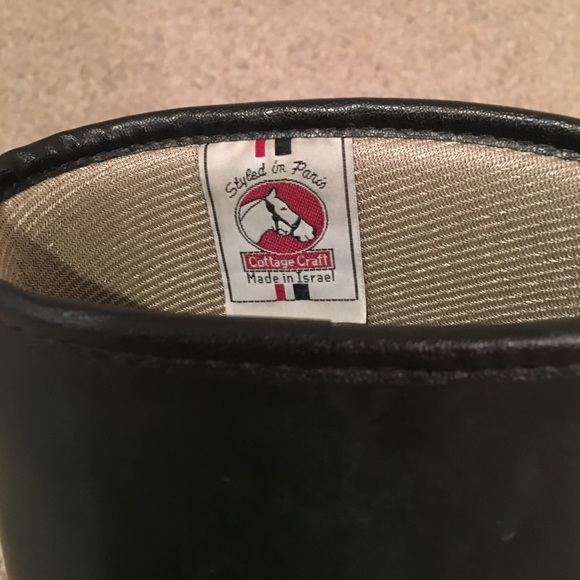 Styled in Paris
Cottage Craft
Made in Israel